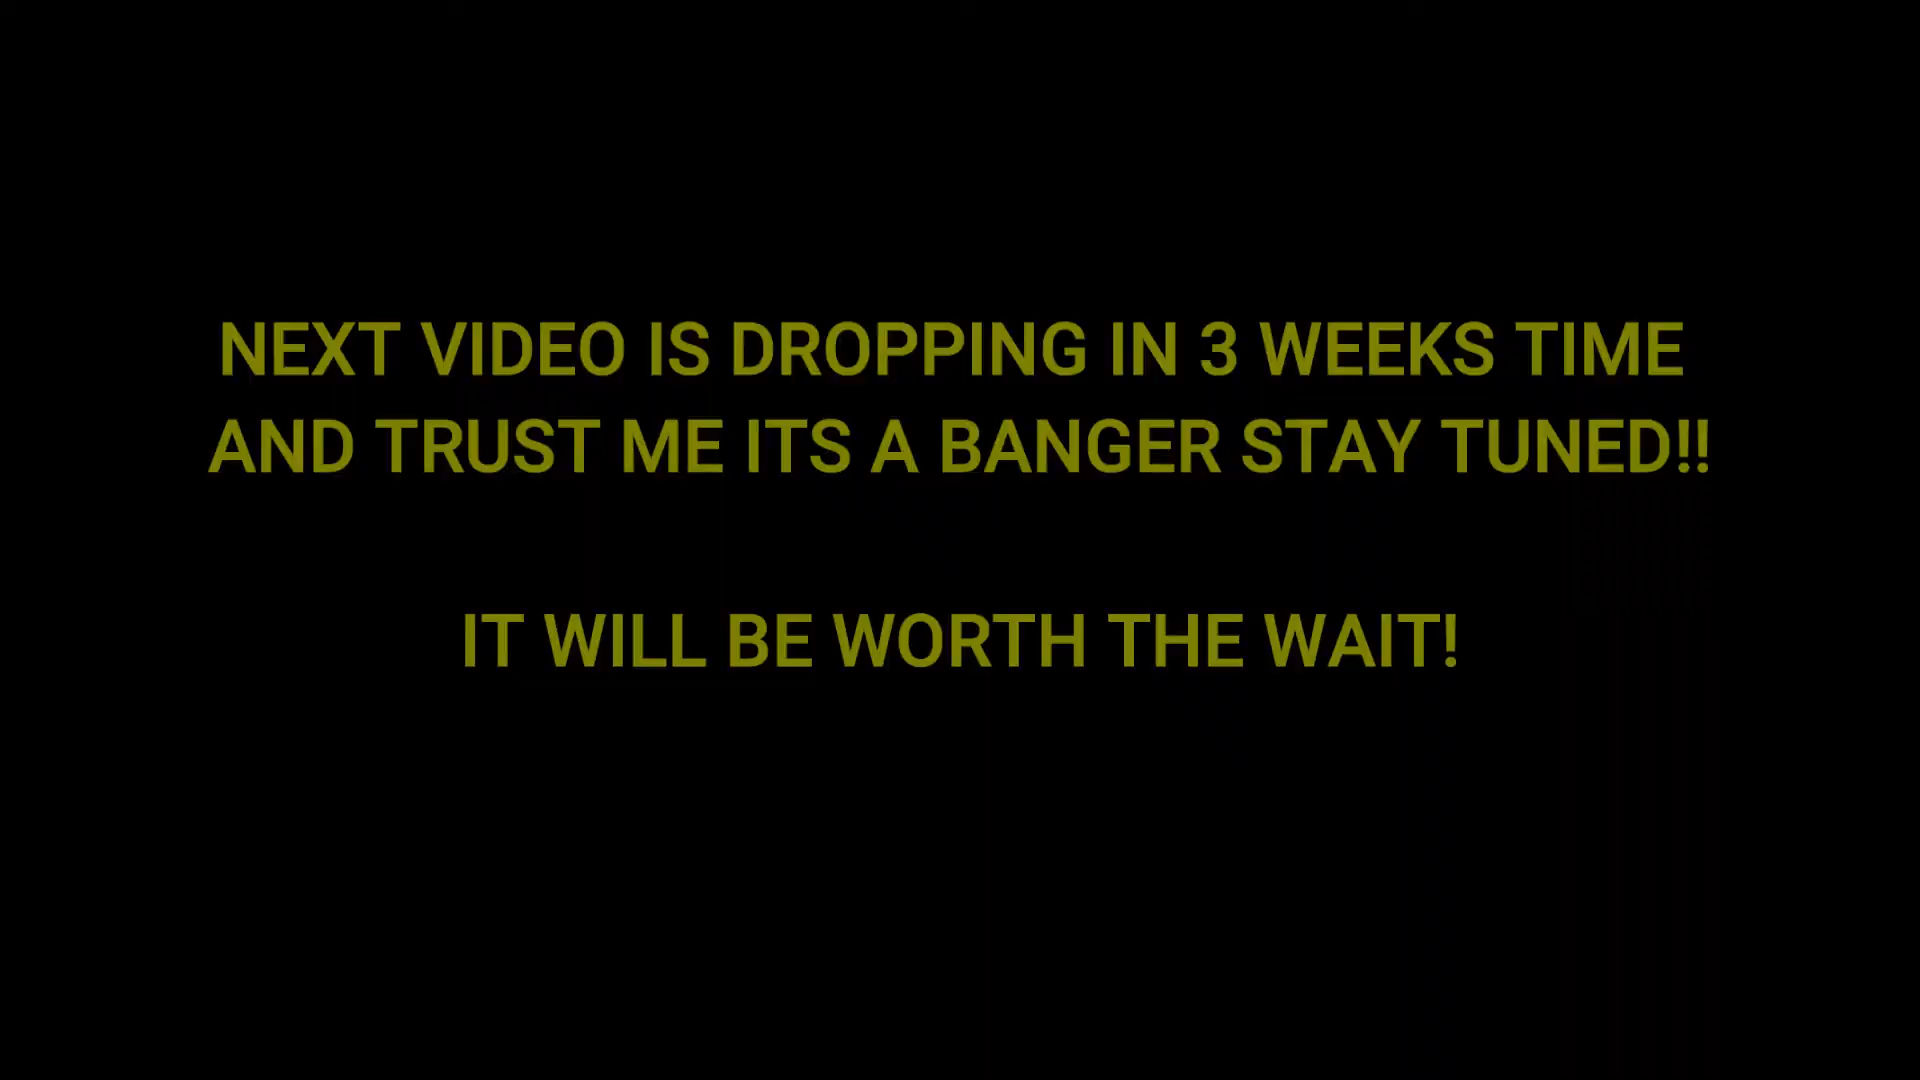 NEXT VIDEO IS DROPPING IN 3 WEEKS TIME
AND TRUST ME ITS A BANGER STAY TUNED!!
IT WILL BE WORTH THE WAIT!